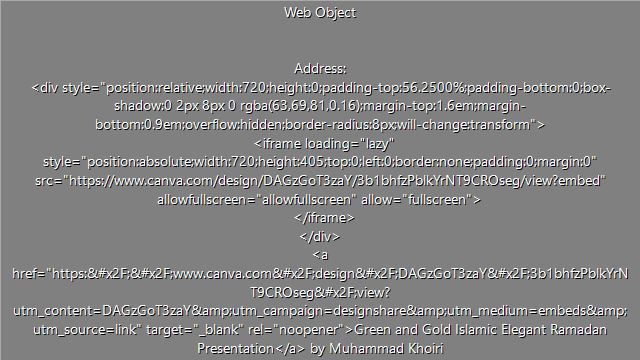 Web Object
Address:
<div style="position:relative;width:720;height:0;padding-top:56.2500%;padding-bottom:0;box-
shadow:0 2px 8px 0 rgba(63,69,81,0.16);margin-top:1.6em;margin-
bottom:0.9em;overflow:hidden;border-radius:8px;will-change:transform">
<iframe loading="lazy"
style="position:absolute;width:720;height:405;top:0;left:0;border:none;padding:0;margin:0"
src="https://www.canva.com/design/DAGzGoT3zaY/3b1bhfzPblkYrNT9CROseg/view?embed"
allowfullscreen="allowfullscreen" allow="fullscreen">
</iframe>
</div>
<a
href="https:&#x2F;&#x2F;www.canva.com&#x2F;design&#x2F;DAGzGoT3zaY&#x2F;3b1bhfzPblkYrN
T9CROseg&#x2F;view?
utm_content=DAGzGoT3zaY&amp;utm_campaign=designshare&amp;utm_medium=embeds&amp;
utm_source=link" target="_blank" rel="noopener">Green and Gold Islamic Elegant Ramadan
Presentation</a> by Muhammad Khoiri